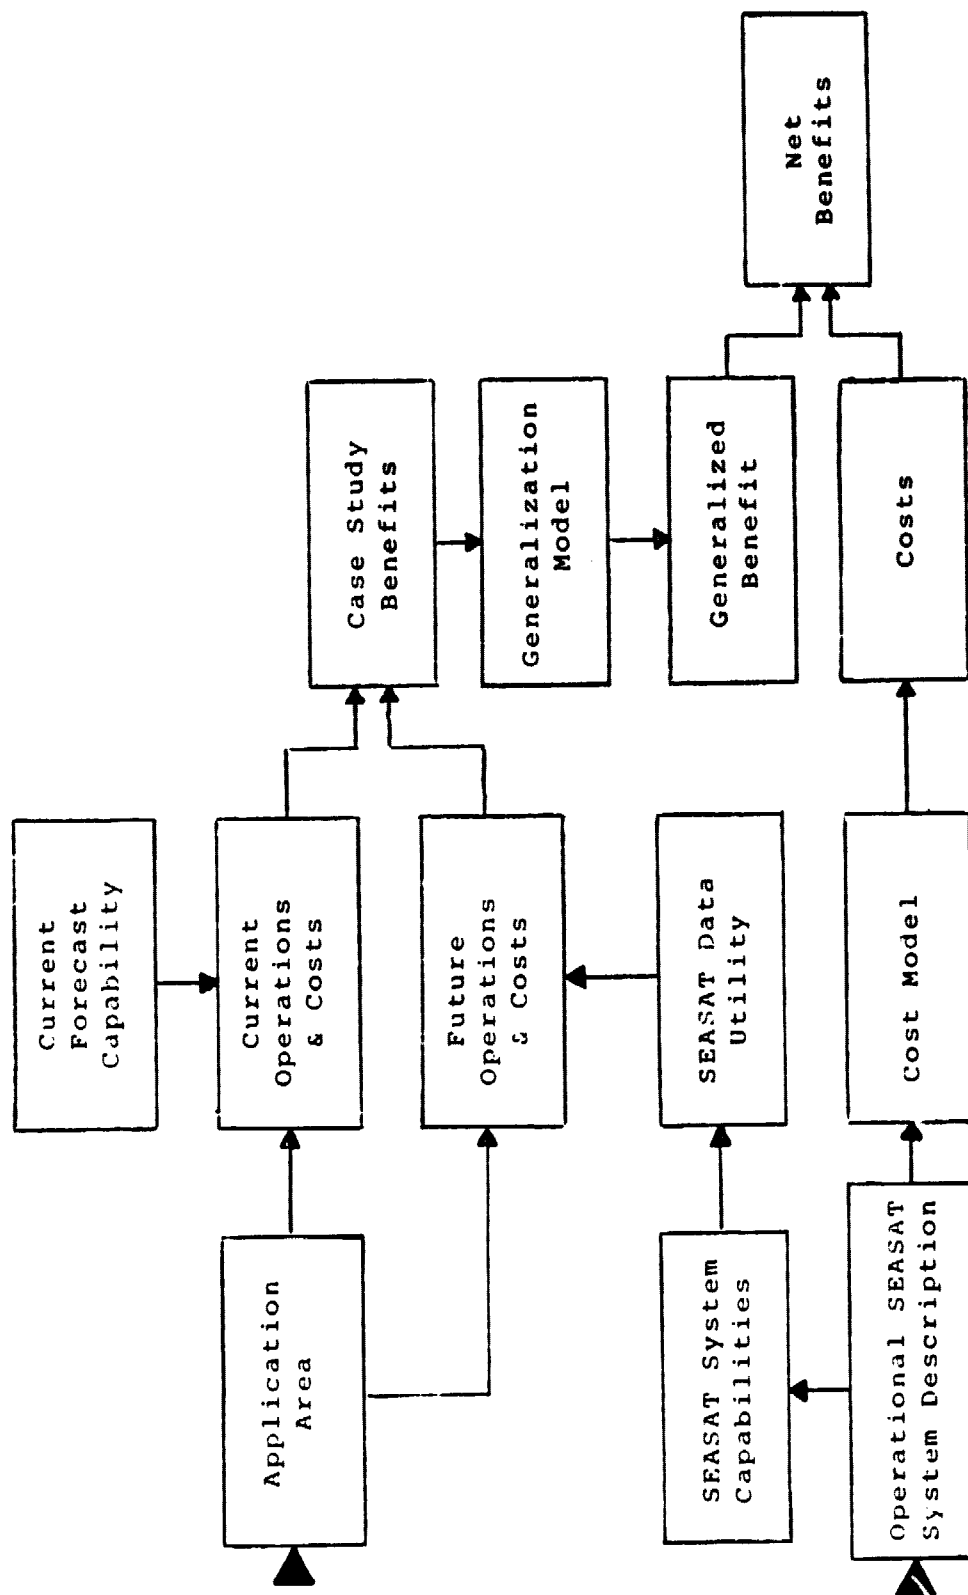 Current
Forecast
Capability
Application
Area
Current
Operations
& Costs
Case Study
Benefits
Future
Operations
& Costs
Generalization
Model
SEASAT System
Capabilities
SEASAT Data
Utility
Generalized
Benefit
Net
Benefits
Operational SEASAT
System Description
Cost Model
Costs